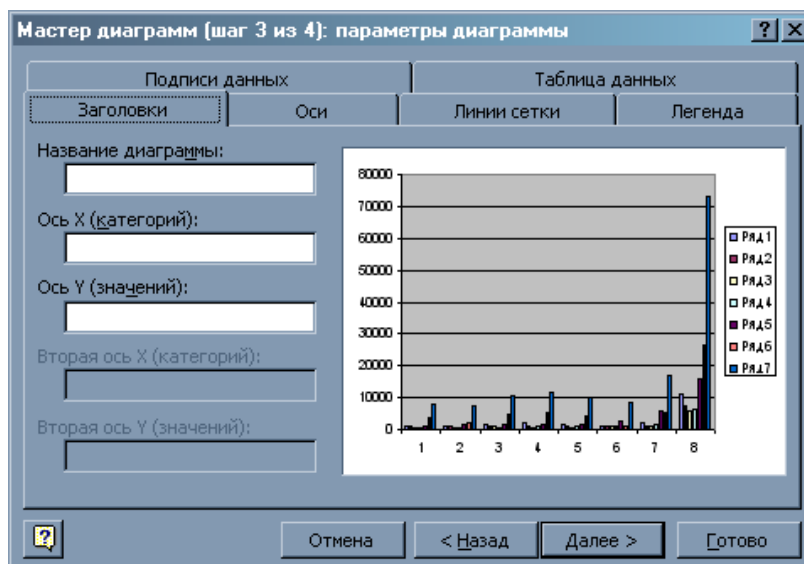 Мастер диаграмм (шаг 3 из 4): параметры диаграммы
Подписи данных
Таблица данных
Заголовки
Оси
Линии сетки
Легенда
Название диаграммы:
Ось X (категорий):
Ось Y (значений):
Вторая ось X (категорий):
Вторая ось Y (значений):
80000
70000
60000
50000
40000
30000
20000
10000
0
1 2 3 4 5 6 7 8
Ряд1
Ряд2
Ряд3
Ряд4
Ряд5
Ряд6
Ряд7
Отмена
< Назад
Далее >
Готово